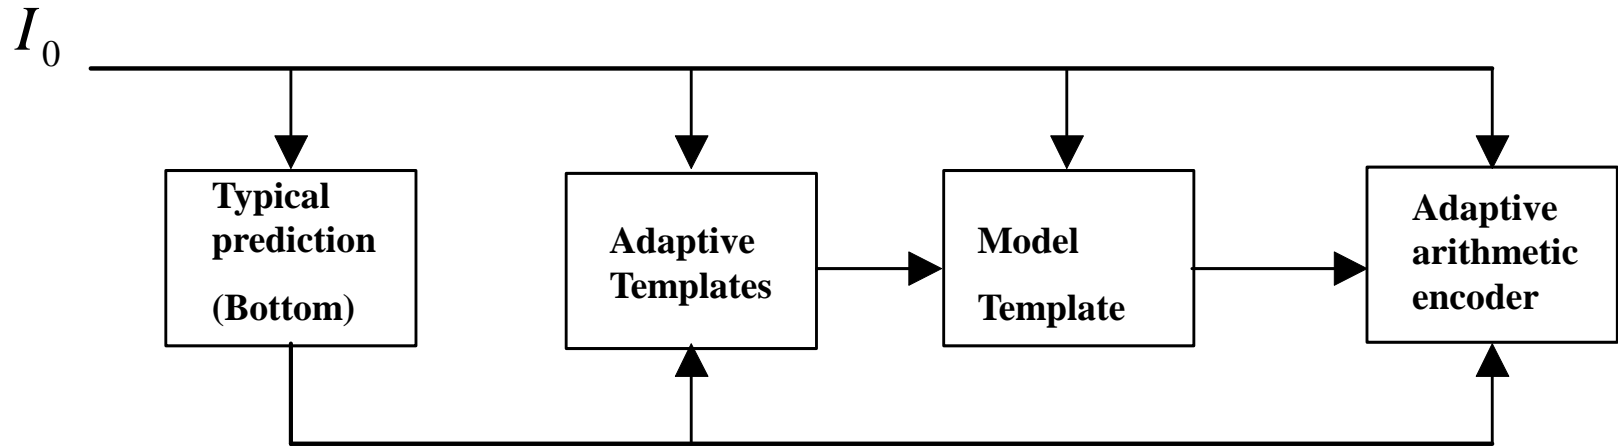 I0
Typical
prediction
(Bottom)
Adaptive
Templates
Model
Template
Adaptive
arithmetic
encoder